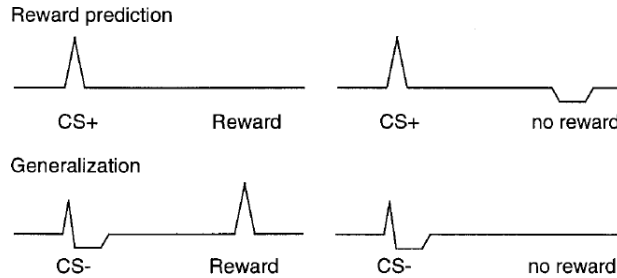 Reward prediction
CS+ Reward CS+ no reward
Generalization
CS- Reward CS- no reward